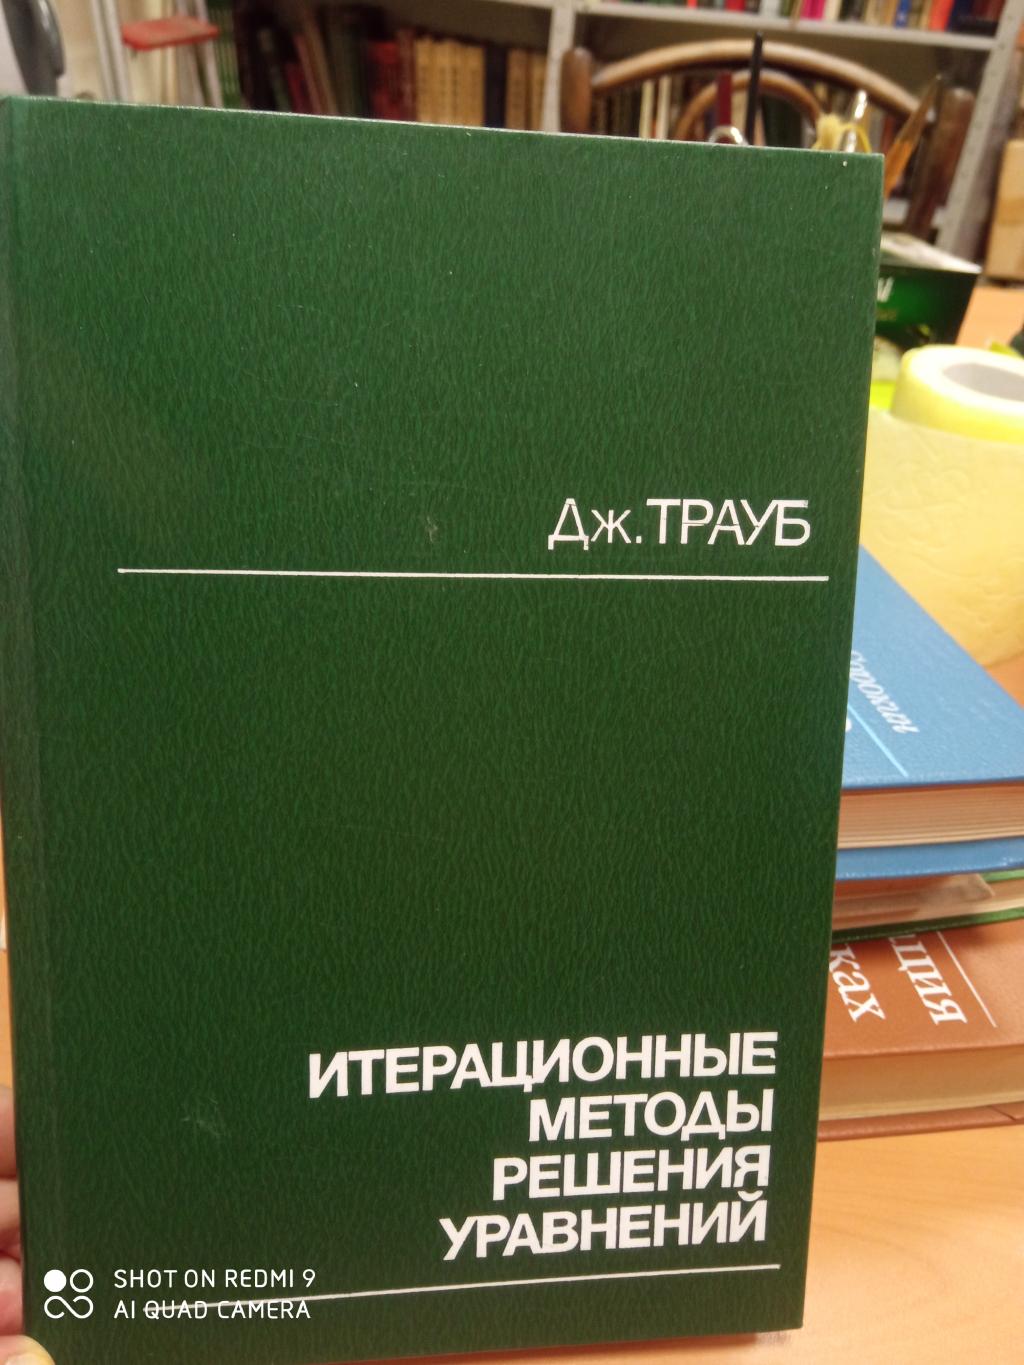 Дж. ТРАУБ
ИТЕРАЦИОННЫЕ
МЕТОДЫ
РЕШЕНИЯ
УРАВНЕНИЙ
SHOT ON REDMI 9
AI QUAD CAMERA